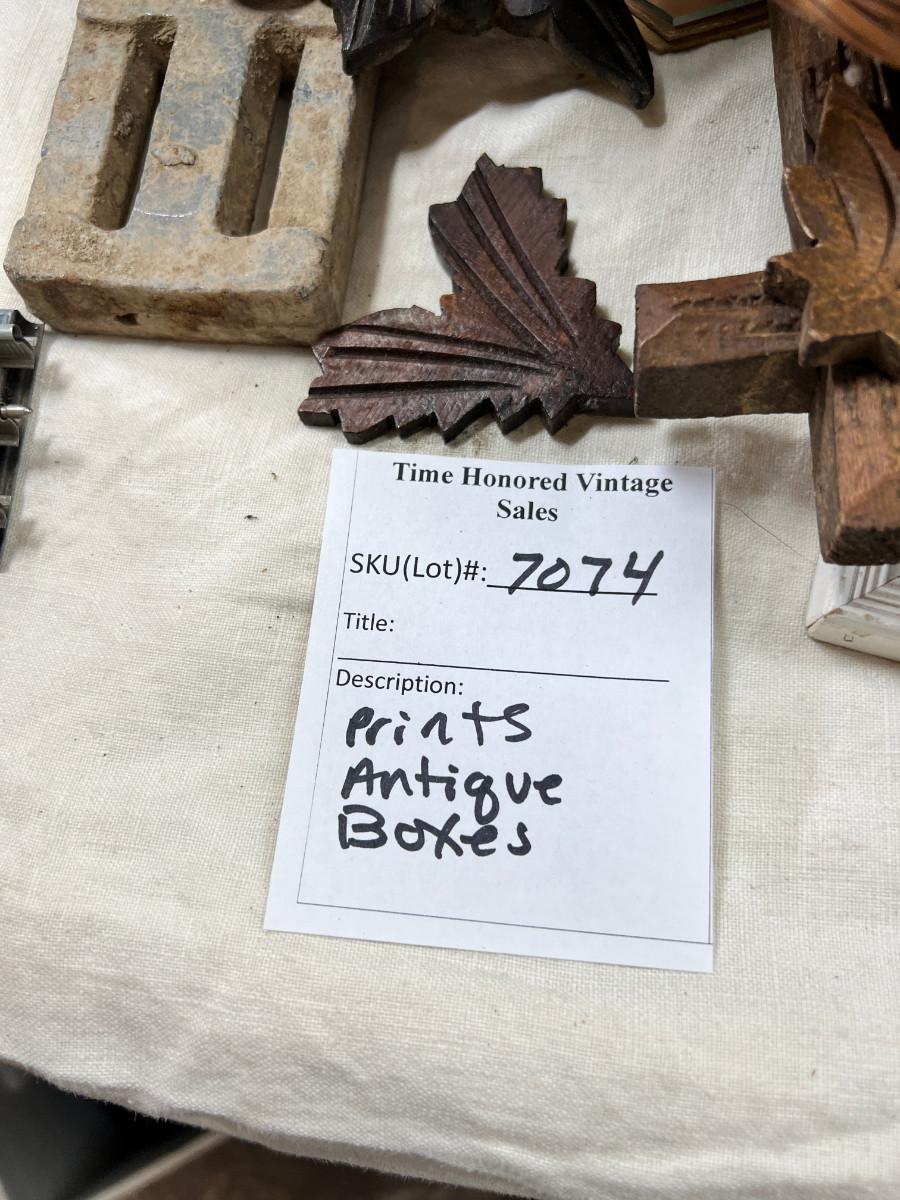 Time Honored Vintage
Sales
SKU(Lot)#: 7074
Title:
Description:
Prints
Antique
Boxes